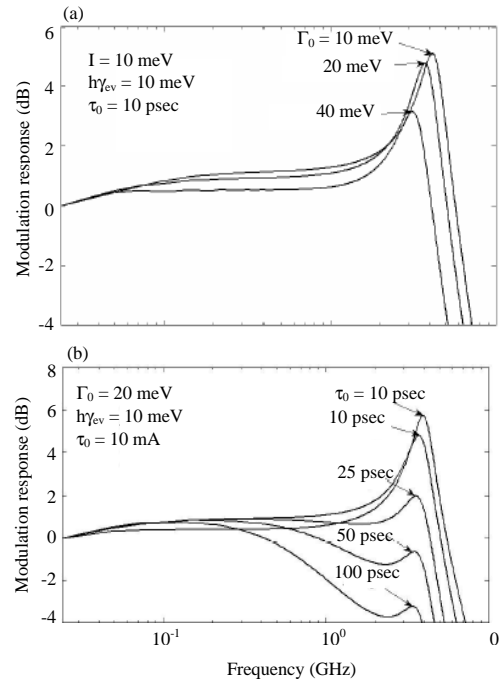 (a)
6
4
2
0
-2
-4
Modulation response (dB)
I = 10 meV
hγev = 10 meV
τ0 = 10 psec
Γ0 = 10 meV
20 meV
40 meV
(b)
8
6
4
2
0
-2
-4
Modulation response (dB)
Γ0 = 20 meV
hγev = 10 meV
τ0 = 10 mA
τ0 = 10 psec
10 psec
25 psec
50 psec
100 psec
10-1
100
0
Frequency (GHz)